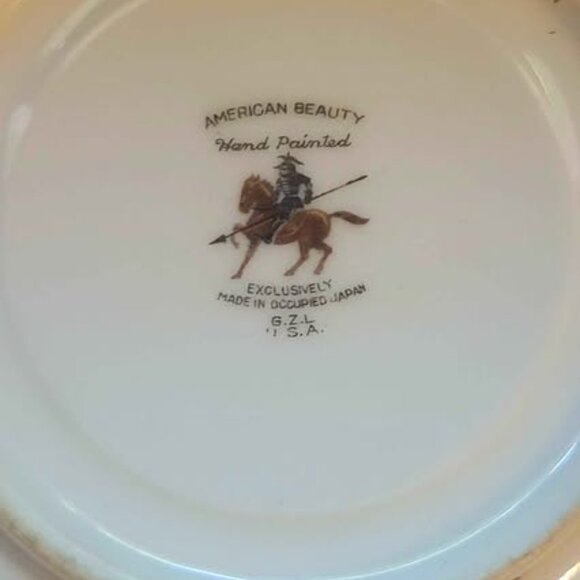 AMERICAN BEAUTY
Hand Painted
EXCLUSIVELY
MADE IN OCCUPIED JAPAN
G.Z.L
U.S.A.